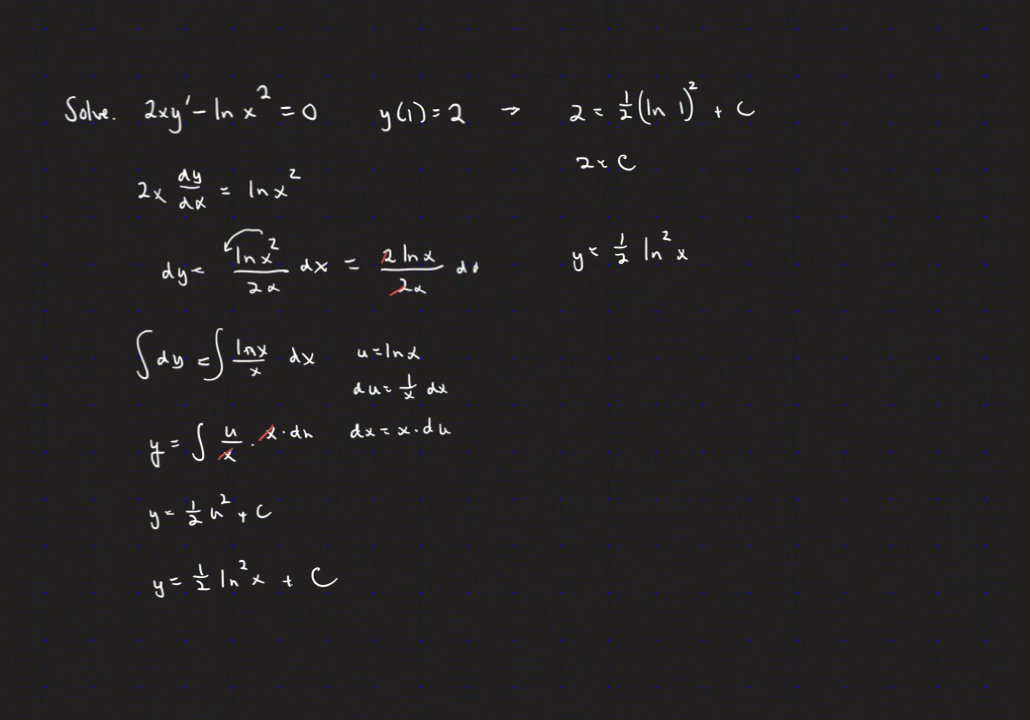 Solve. 2xy' - ln x² = 0 y(1) = 2 → 2 = 1/2 (ln 1)² + C
2 = C
2x dy/dx = ln x²
dy = ln x²/2x dx = 2 ln x/2x dx
y = 1/2 ln² x
∫ dy = ∫ ln x/x dx u = ln x
du = 1/x dx
y = ∫ u/x · x · du dx = x · du
y = 1/2 u² + C
y = 1/2 ln² x + C